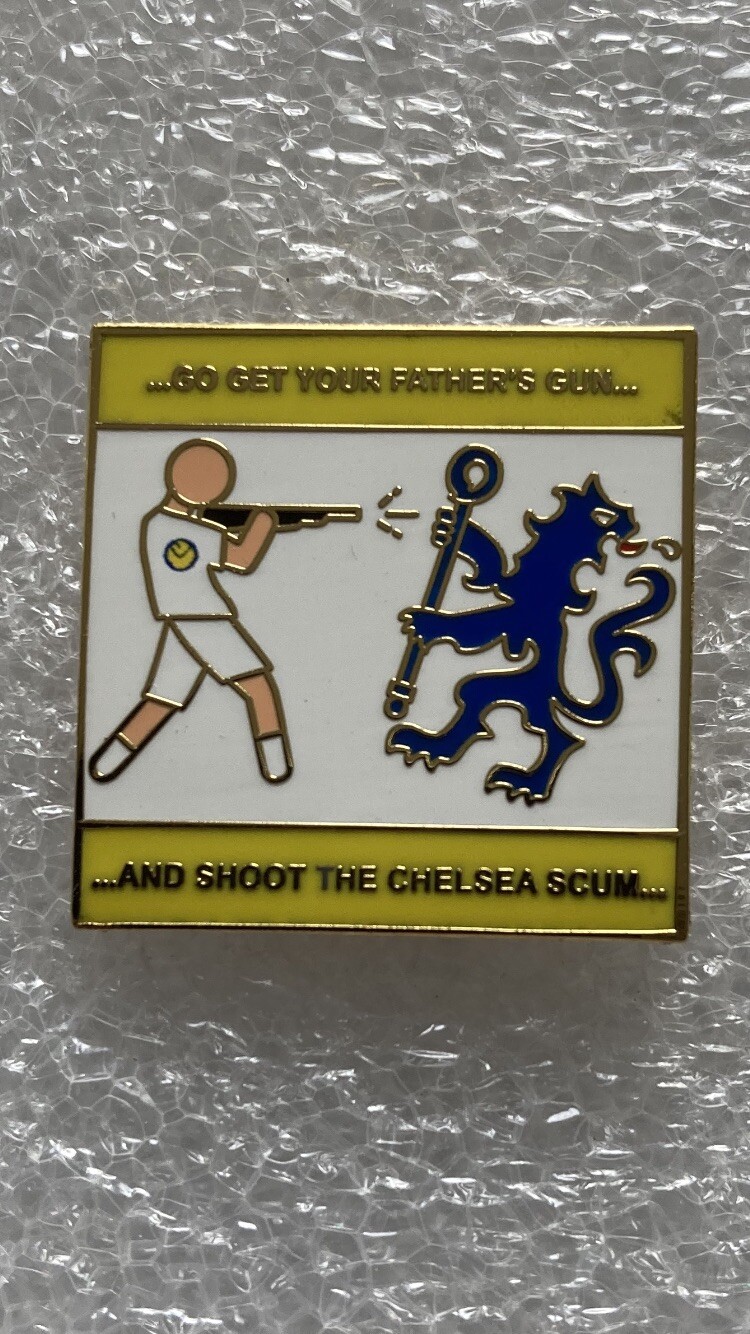 ...GO GET YOUR FATHER'S GUN...
...AND SHOOT THE CHELSEA SCUM...